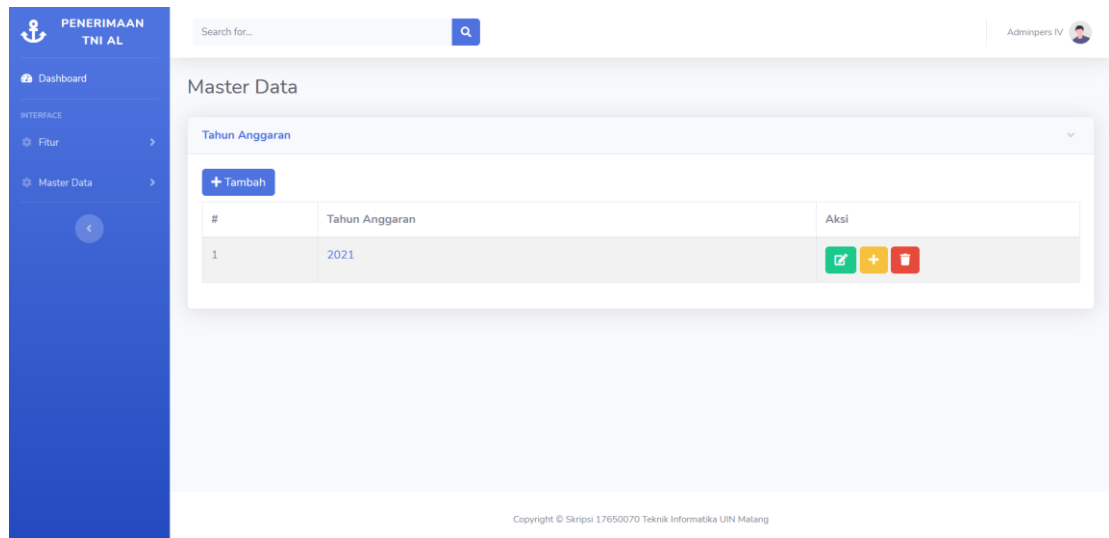 PENERIMAAN
TNI AL
Search for...
Adminpers IV
Dashboard
INTERFACE
Fitur
Master Data
Master Data
Tahun Anggaran
Tambah
# Tahun Anggaran Aksi
1 2021
Copyright © Skripsi 17650070 Teknik Informatika UIN Malang